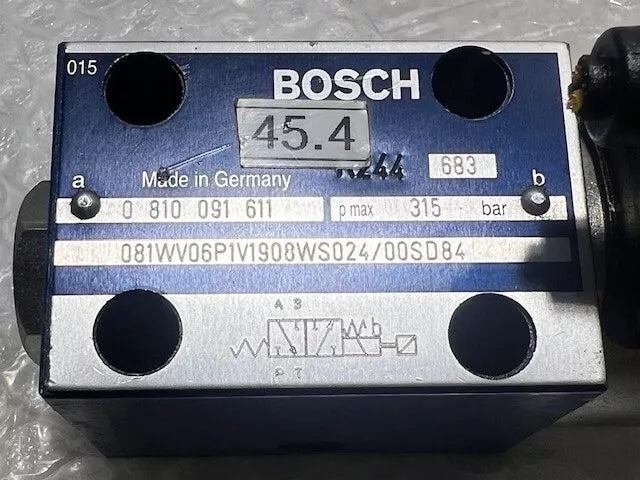 015
BOSCH
45.4
Made in Germany
683
a
b
0 810 091 611
p max 315 bar
081WV06P1V1908WS024/00SD84
A B
b
P T